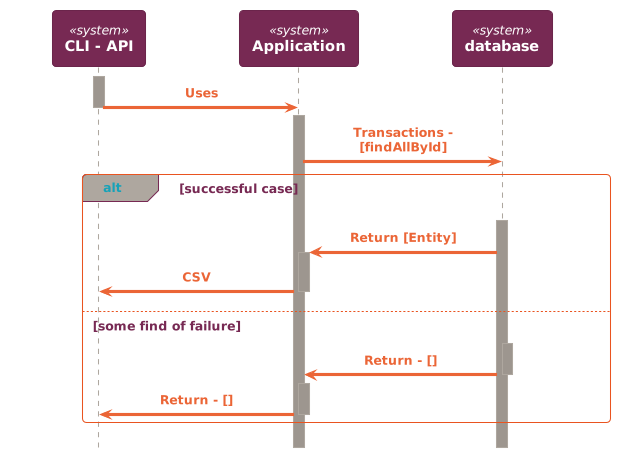 «system»
CLI - API
«system»
Application
«system»
database
Uses
Transactions -
[findAllById]
alt
[successful case]
Return [Entity]
CSV
[some find of failure]
Return - []
Return - []